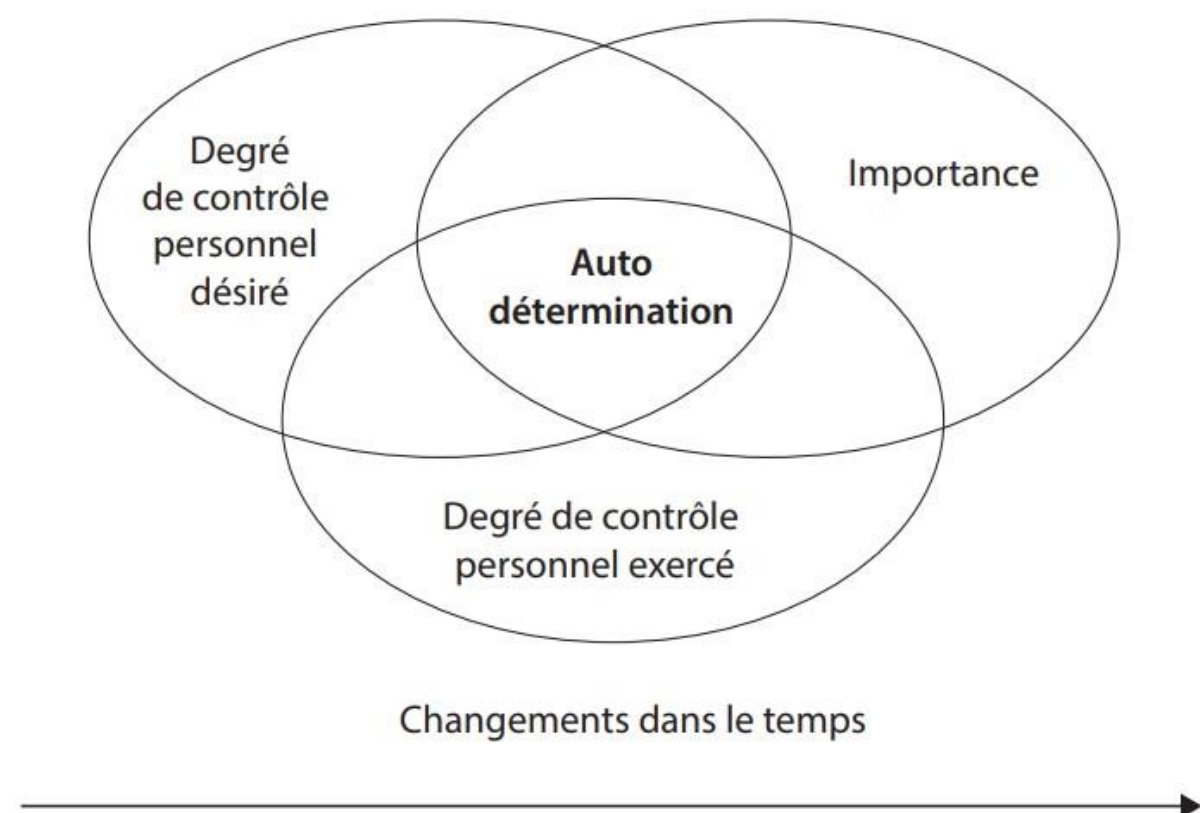 Degré
de contrôle
personnel
désiré
Importance
Auto
détermination
Degré de contrôle
personnel exercé
Changements dans le temps